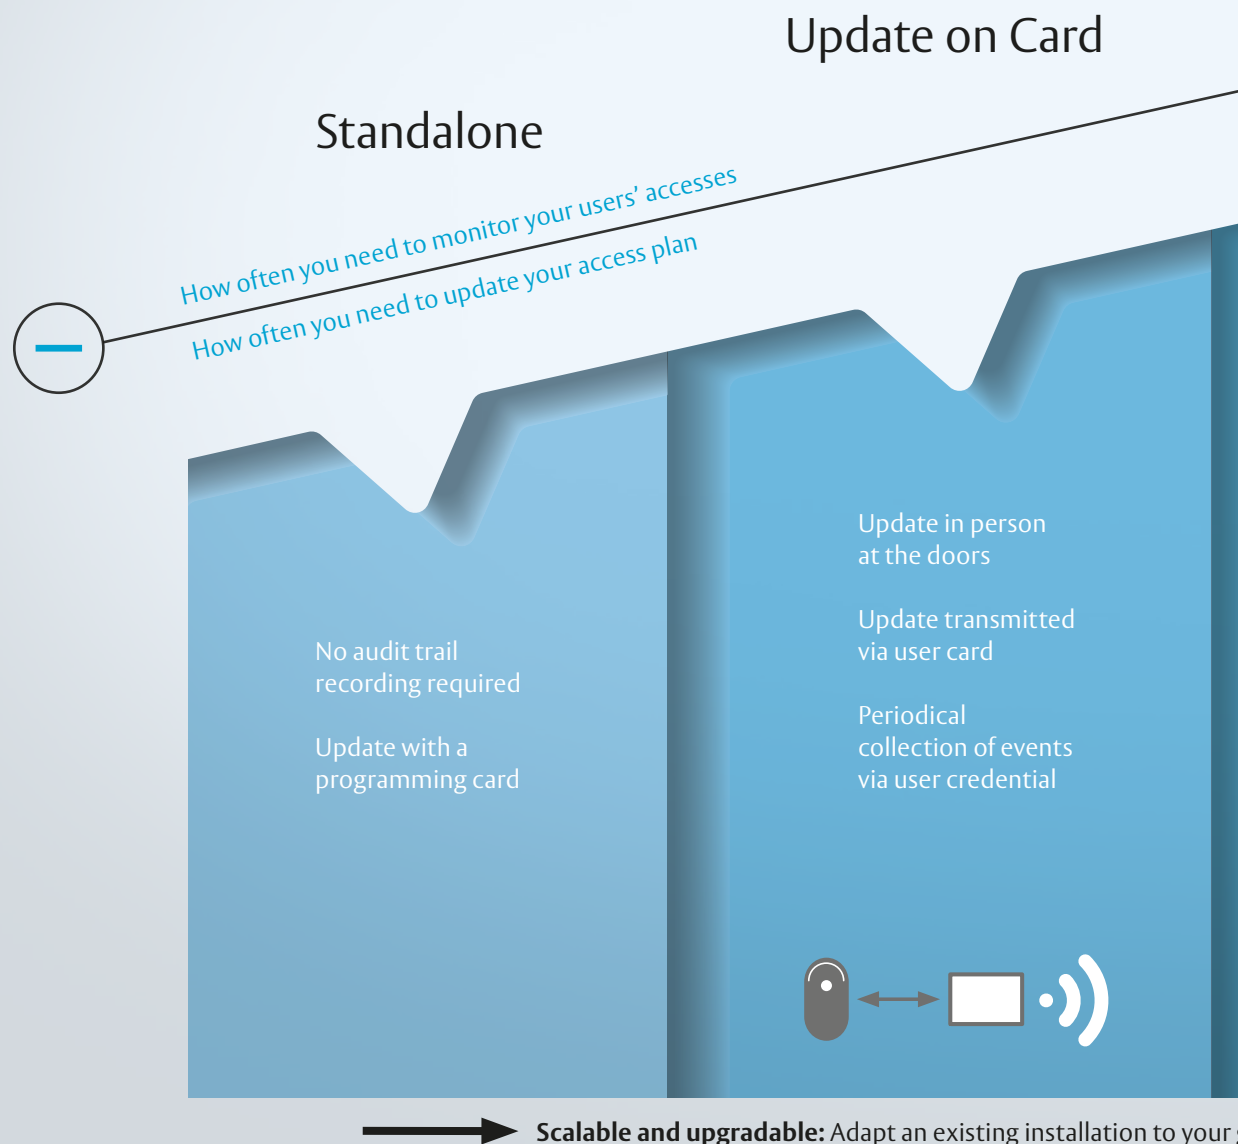 Update on Card
Standalone
How often you need to monitor your users’ accesses
How often you need to update your access plan
No audit trail
recording required
Update with a
programming card
Update in person
at the doors
Update transmitted
via user card
Periodical
collection of events
via user credential
Scalable and upgradable: Adapt an existing installation to your